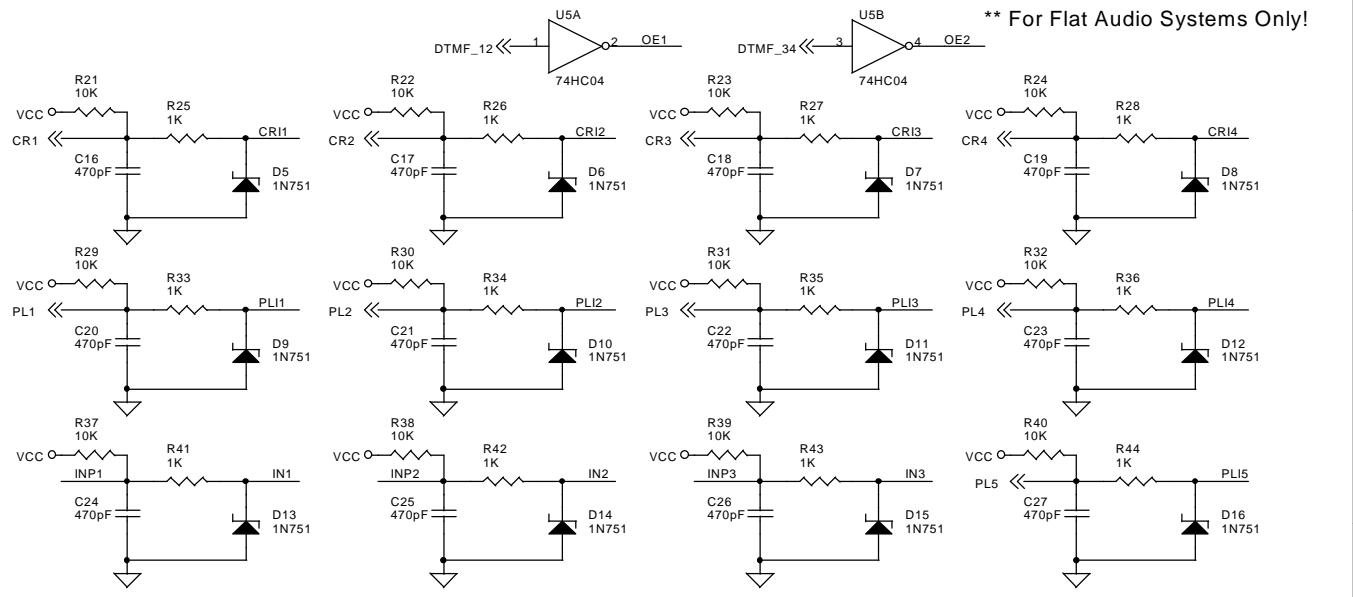 ** For Flat Audio Systems Only!
U5A
DTMF_12
1
2
OE1
74HC04
U5B
DTMF_34
3
4
OE2
74HC04
R21
10K
VCC
R25
1K
CR1
CRI1
C16
470pF
D5
1N751
R22
10K
VCC
R26
1K
CR2
CRI2
C17
470pF
D6
1N751
R23
10K
VCC
R27
1K
CR3
CRI3
C18
470pF
D7
1N751
R24
10K
VCC
R28
1K
CR4
CRI4
C19
470pF
D8
1N751
R29
10K
VCC
R33
1K
PL1
PLI1
C20
470pF
D9
1N751
R30
10K
VCC
R34
1K
PL2
PLI2
C21
470pF
D10
1N751
R31
10K
VCC
R35
1K
PL3
PLI3
C22
470pF
D11
1N751
R32
10K
VCC
R36
1K
PL4
PLI4
C23
470pF
D12
1N751
R37
10K
VCC
R41
1K
INP1
IN1
C24
470pF
D13
1N751
R38
10K
VCC
R42
1K
INP2
IN2
C25
470pF
D14
1N751
R39
10K
VCC
R43
1K
INP3
IN3
C26
470pF
D15
1N751
R40
10K
VCC
R44
1K
PL5
PLI5
C27
470pF
D16
1N751